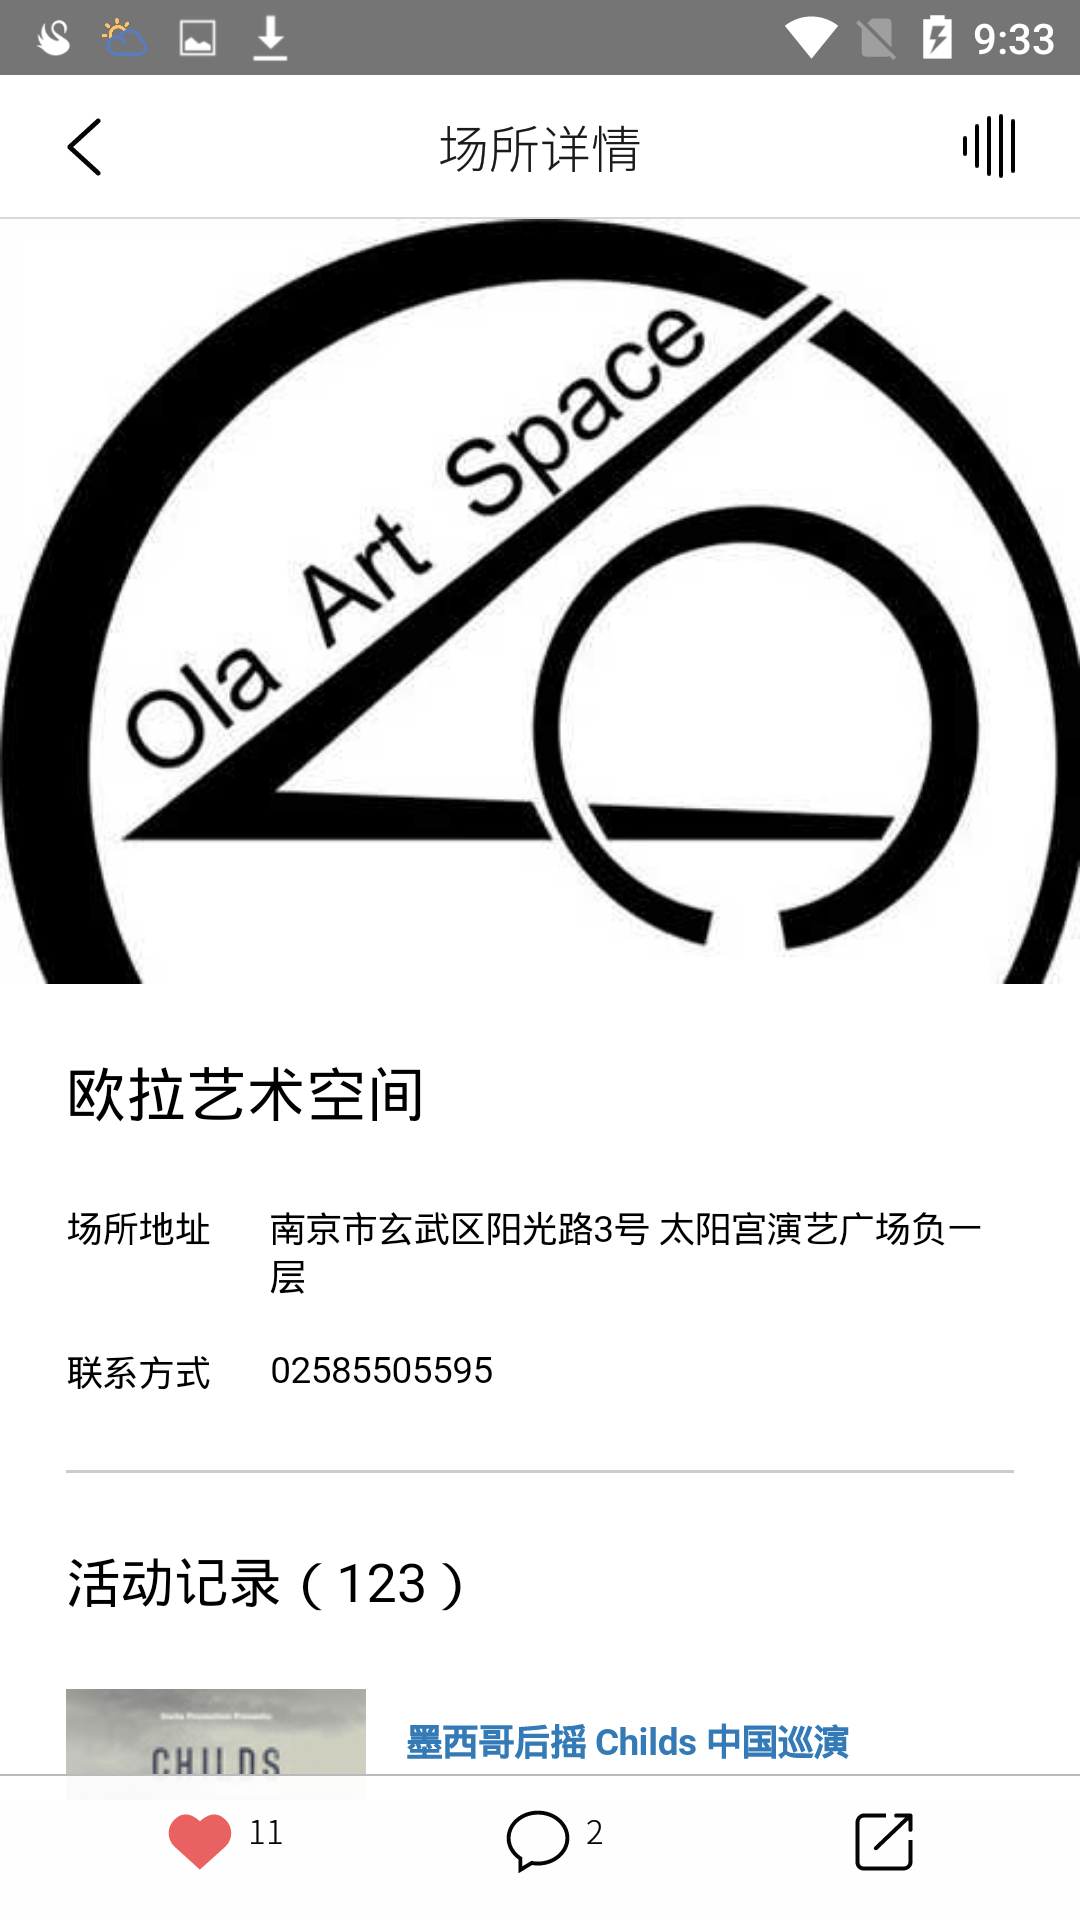 9:33
场所详情
Ola Art Space
欧拉艺术空间
场所地址 南京市玄武区阳光路3号 太阳宫演艺广场负一
层
联系方式 02585505595
活动记录（123）
CHILDS
墨西哥后摇 Childs 中国巡演
11 2